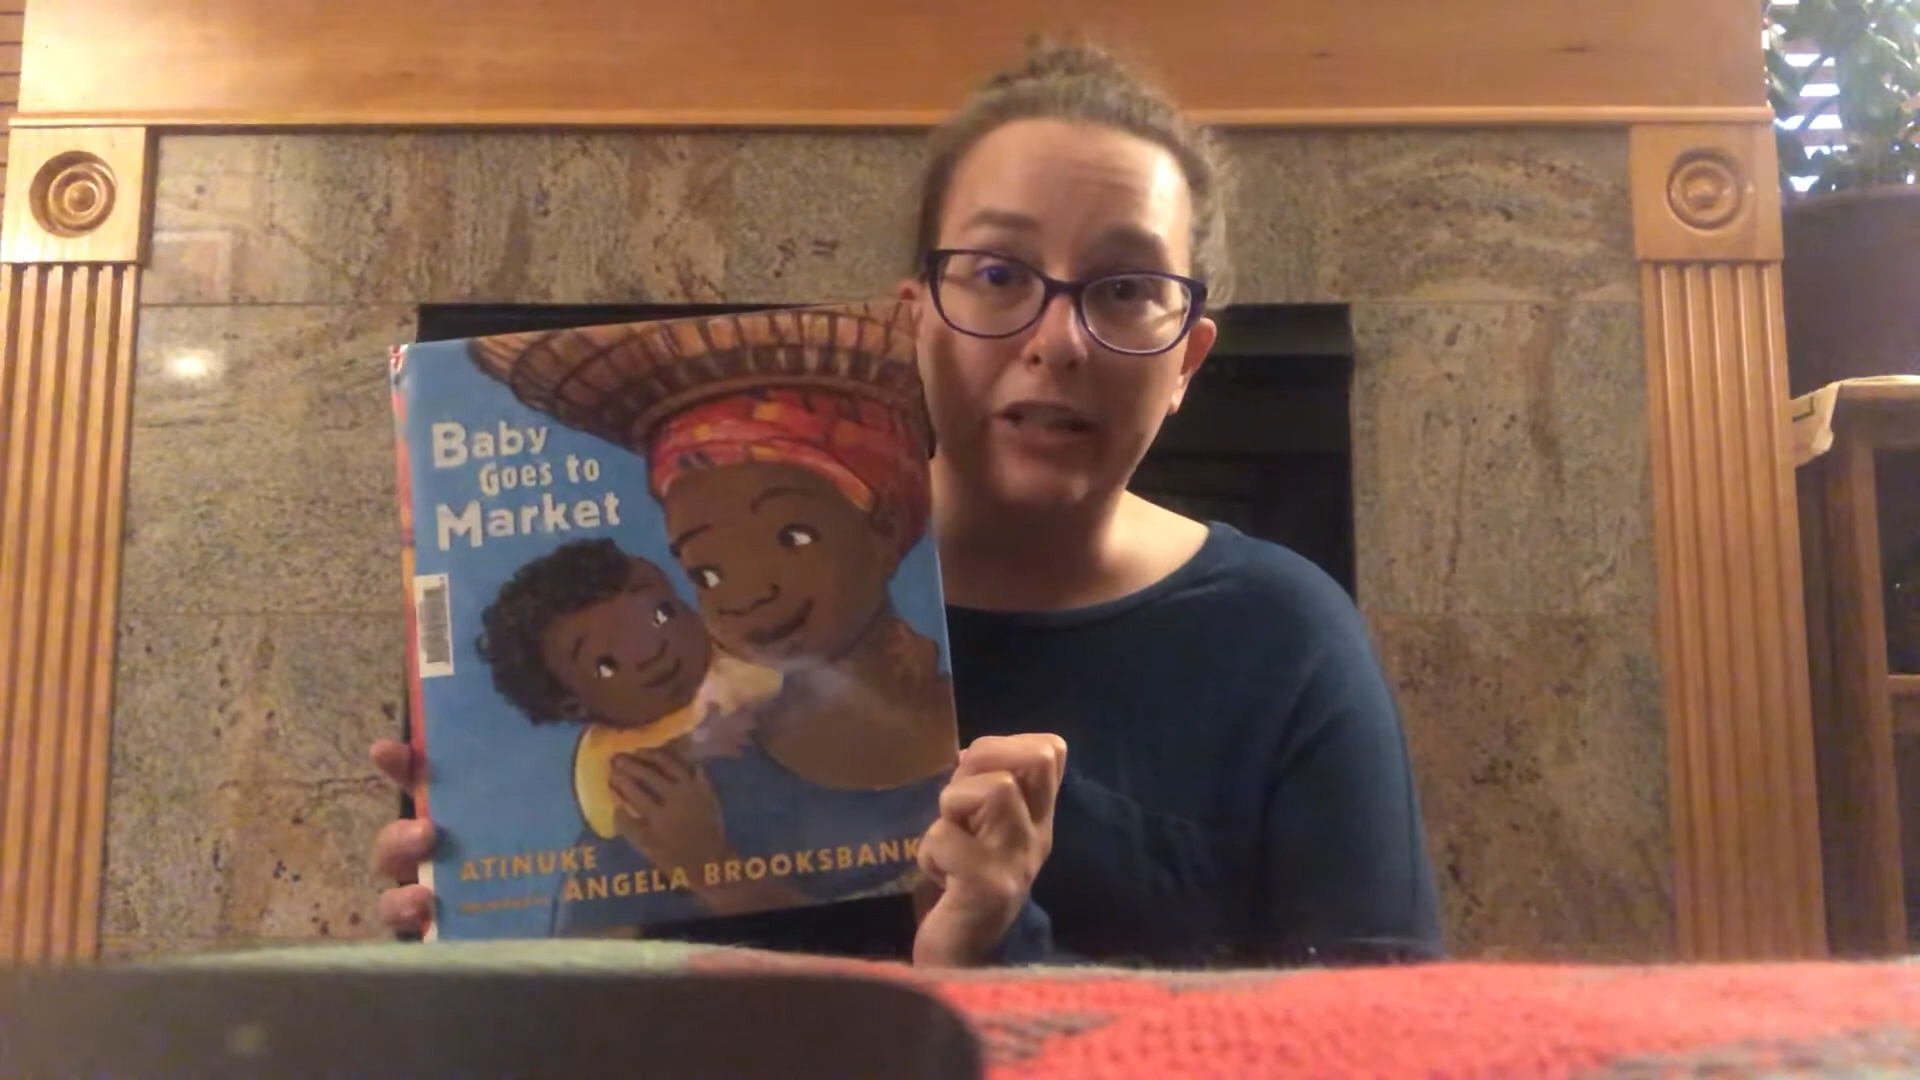 Baby
Goes to
Market
ATINUKE
ANGELA BROOKSBANK